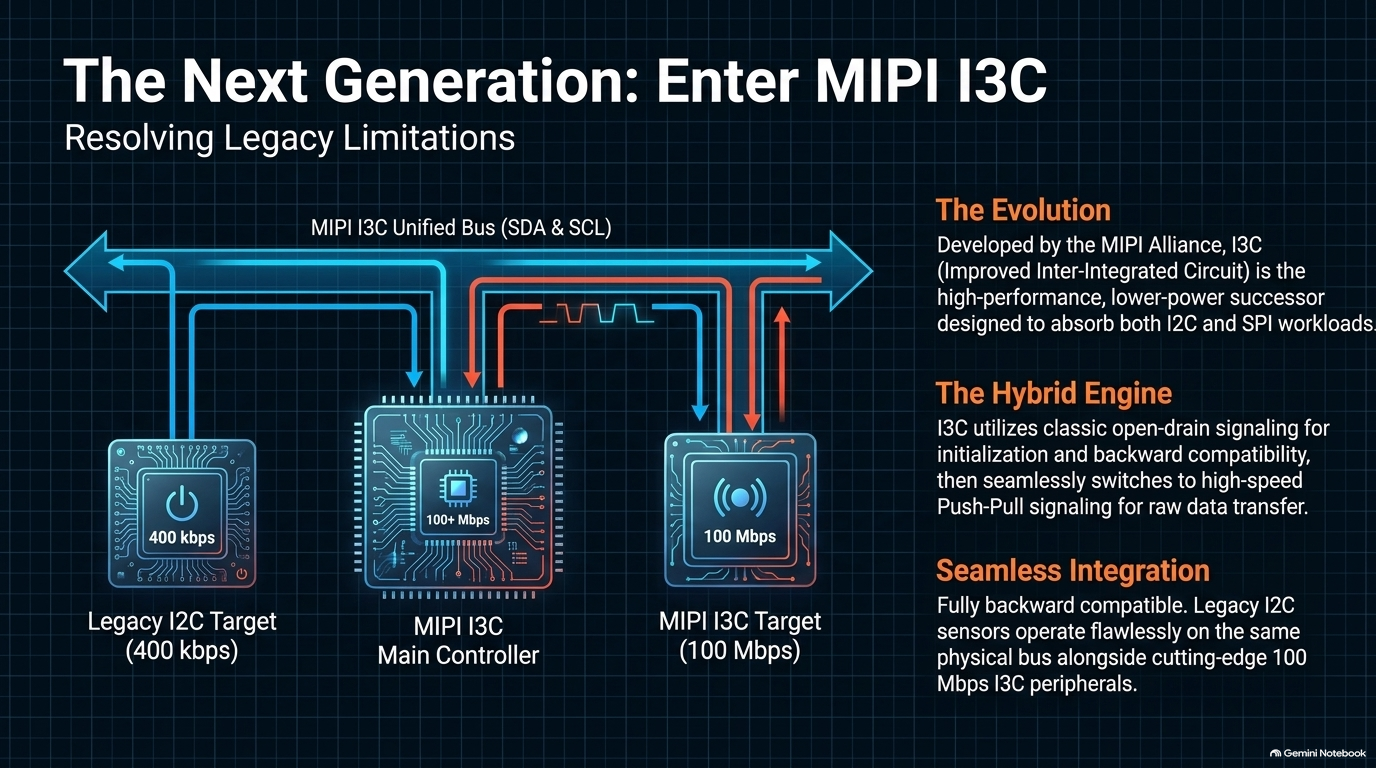 The Next Generation: Enter MIPI I3C
Resolving Legacy Limitations
MIPI I3C Unified Bus (SDA & SCL)
400 kbps
Legacy I2C Target
(400 kbps)
100+ Mbps
MIPI I3C
Main Controller
100 Mbps
MIPI I3C Target
(100 Mbps)
The Evolution
Developed by the MIPI Alliance, I3C
(Improved Inter-Integrated Circuit) is the
high-performance, lower-power successor
designed to absorb both I2C and SPI workloads.
The Hybrid Engine
I3C utilizes classic open-drain signaling for
initialization and backward compatibility,
then seamlessly switches to high-speed
Push-Pull signaling for raw data transfer.
Seamless Integration
Fully backward compatible. Legacy I2C
sensors operate flawlessly on the same
physical bus alongside cutting-edge 100
Mbps I3C peripherals.
Gemini Notebook